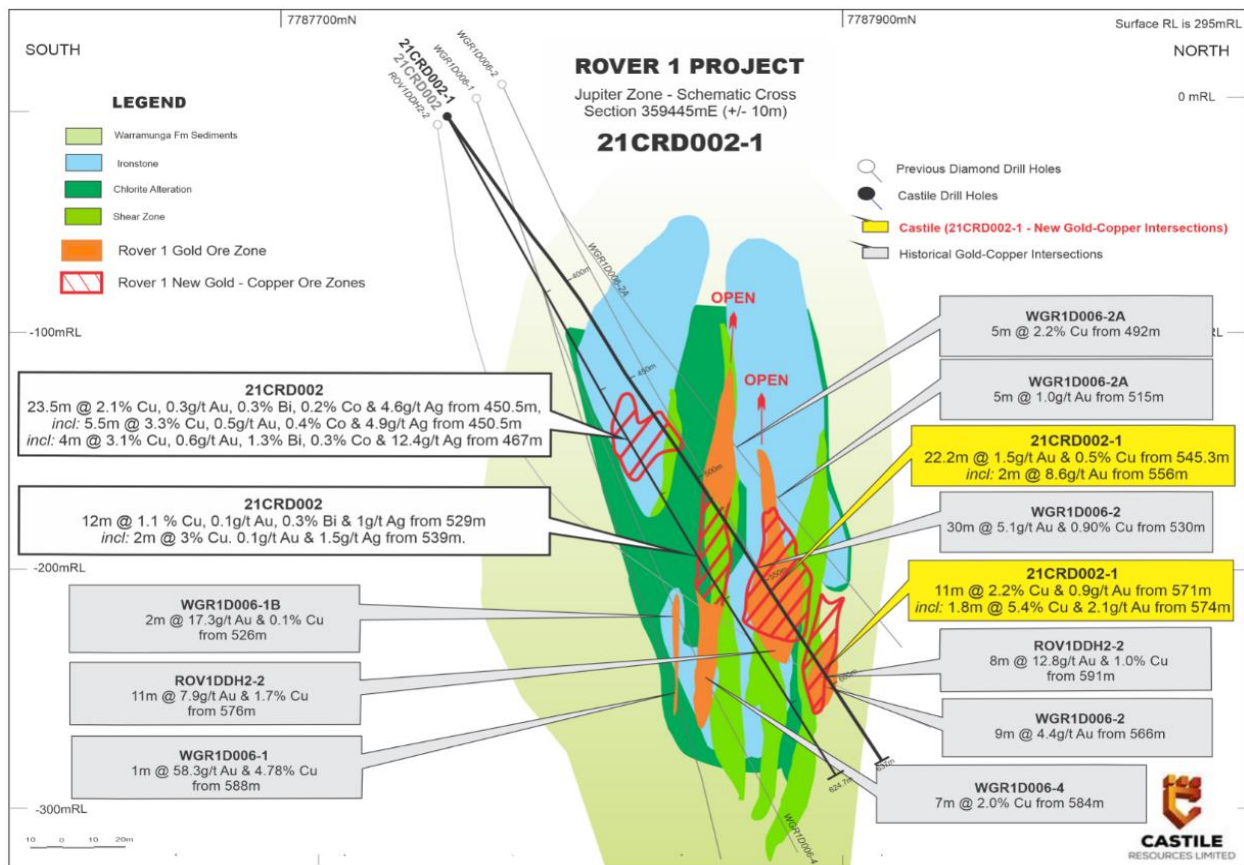 7787700mN
7787900mN
Surface RL is 295mRL
SOUTH
NORTH
ROVER 1 PROJECT
Jupiter Zone - Schematic Cross
Section 359445mE (+/- 10m)
21CRD002-1
0 mRL
LEGEND
Warramunga Fm Sediments
Ironstone
Chlorite Alteration
Shear Zone
Rover 1 Gold Ore Zone
Rover 1 New Gold - Copper Ore Zones
21CRD002-1
21CRD002
ROV1DDH2-2
WGR1D006-1
WGR1D006-2
Previous Diamond Drill Holes
Castile Drill Holes
Castile (21CRD002-1 - New Gold-Copper Intersections)
Historical Gold-Copper Intersections
WGR1D006-2A
400m
450m
500m
550m
600m
OPEN
OPEN
-100mRL
RL
WGR1D006-2A
5m @ 2.2% Cu from 492m
WGR1D006-2A
5m @ 1.0g/t Au from 515m
21CRD002
23.5m @ 2.1% Cu, 0.3g/t Au, 0.3% Bi, 0.2% Co & 4.6g/t Ag from 450.5m,
incl: 5.5m @ 3.3% Cu, 0.5g/t Au, 0.4% Co & 4.9g/t Ag from 450.5m
incl: 4m @ 3.1% Cu, 0.6g/t Au, 1.3% Bi, 0.3% Co & 12.4g/t Ag from 467m
21CRD002-1
22.2m @ 1.5g/t Au & 0.5% Cu from 545.3m
incl: 2m @ 8.6g/t Au from 556m
21CRD002
12m @ 1.1 % Cu, 0.1g/t Au, 0.3% Bi & 1g/t Ag from 529m
incl: 2m @ 3% Cu. 0.1g/t Au & 1.5g/t Ag from 539m.
WGR1D006-2
30m @ 5.1g/t Au & 0.90% Cu from 530m
-200mRL
21CRD002-1
11m @ 2.2% Cu & 0.9g/t Au from 571m
incl: 1.8m @ 5.4% Cu & 2.1g/t Au from 574m
WGR1D006-1B
2m @ 17.3g/t Au & 0.1% Cu
from 526m
ROV1DDH2-2
8m @ 12.8g/t Au & 1.0% Cu
from 591m
ROV1DDH2-2
11m @ 7.9g/t Au & 1.7% Cu
from 576m
WGR1D006-2
9m @ 4.4g/t Au from 566m
WGR1D006-1
1m @ 58.3g/t Au & 4.78% Cu
from 588m
WGR1D006-4
7m @ 2.0% Cu from 584m
624.7m
637m
WGR1D006-4
-300mRL
10 0 10 20m
CASTILE
RESOURCES LIMITED